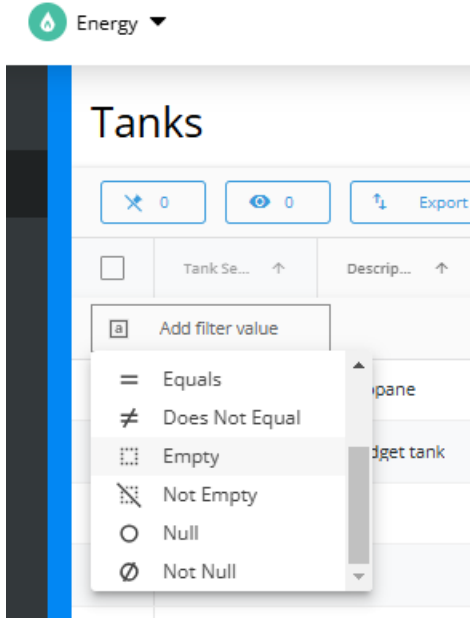 Energy
Tanks
0 0 Export
Tank Se... Descrip...
a Add filter value
Equals
Does Not Equal
Empty
Not Empty
Null
Not Null
dget tank